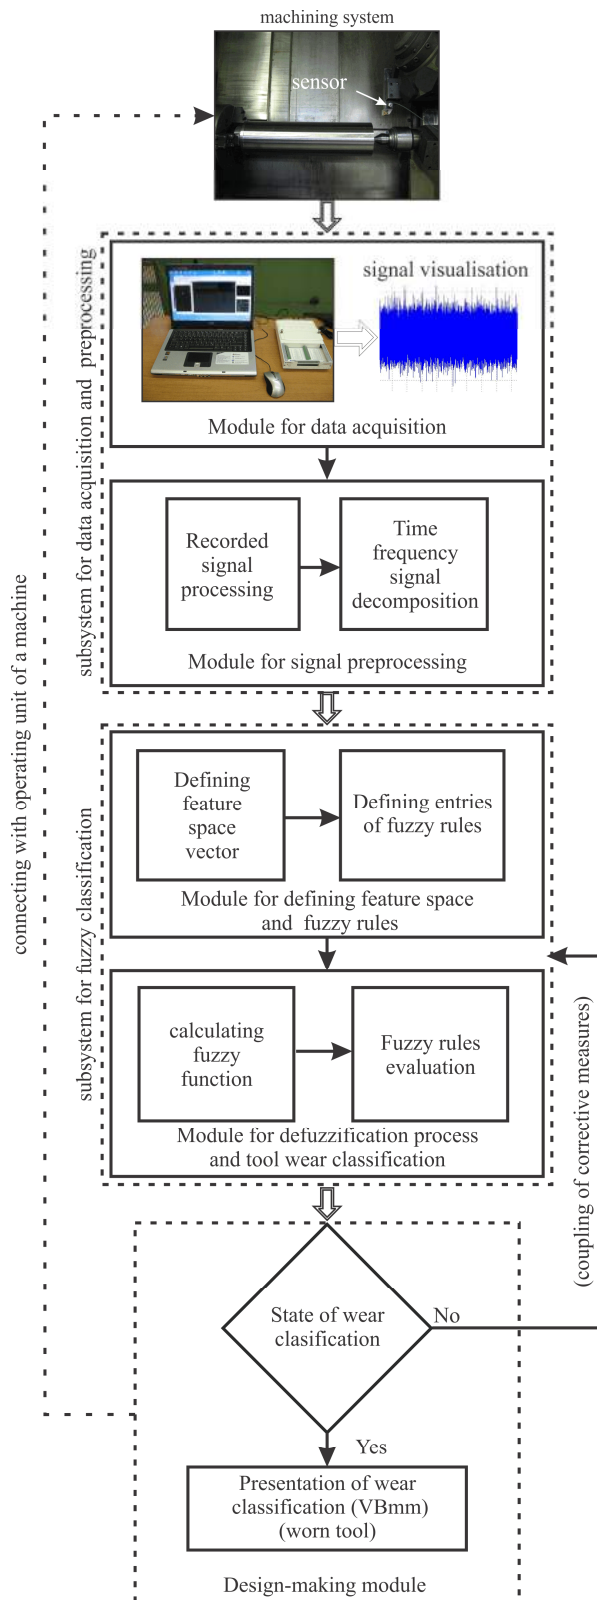 machining system
sensor
subsystem for data acquisition and  preprocessing
signal visualisation
Module for data acquisition
Recorded
signal
processing
Time
frequency
signal
decomposition
Module for signal preprocessing
connecting with operating unit of a machine
subsystem for fuzzy classification
Defining
feature
space
vector
Defining entries
of fuzzy rules
Module for defining feature space
and  fuzzy rules
calculating
fuzzy
function
Fuzzy rules
evaluation
Module for defuzzification process
and tool wear classification
(coupling of corrective measures)
State of wear
clasification
No
Yes
Presentation of wear
classification (VBmm)
(worn tool)
Design-making module